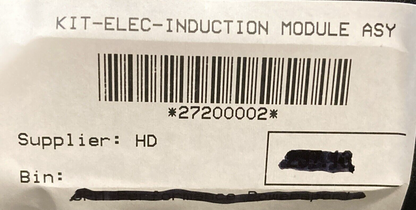 KIT-ELEC-INDUCTION MODULE ASY
*27200002*
Supplier: HD
Bin: